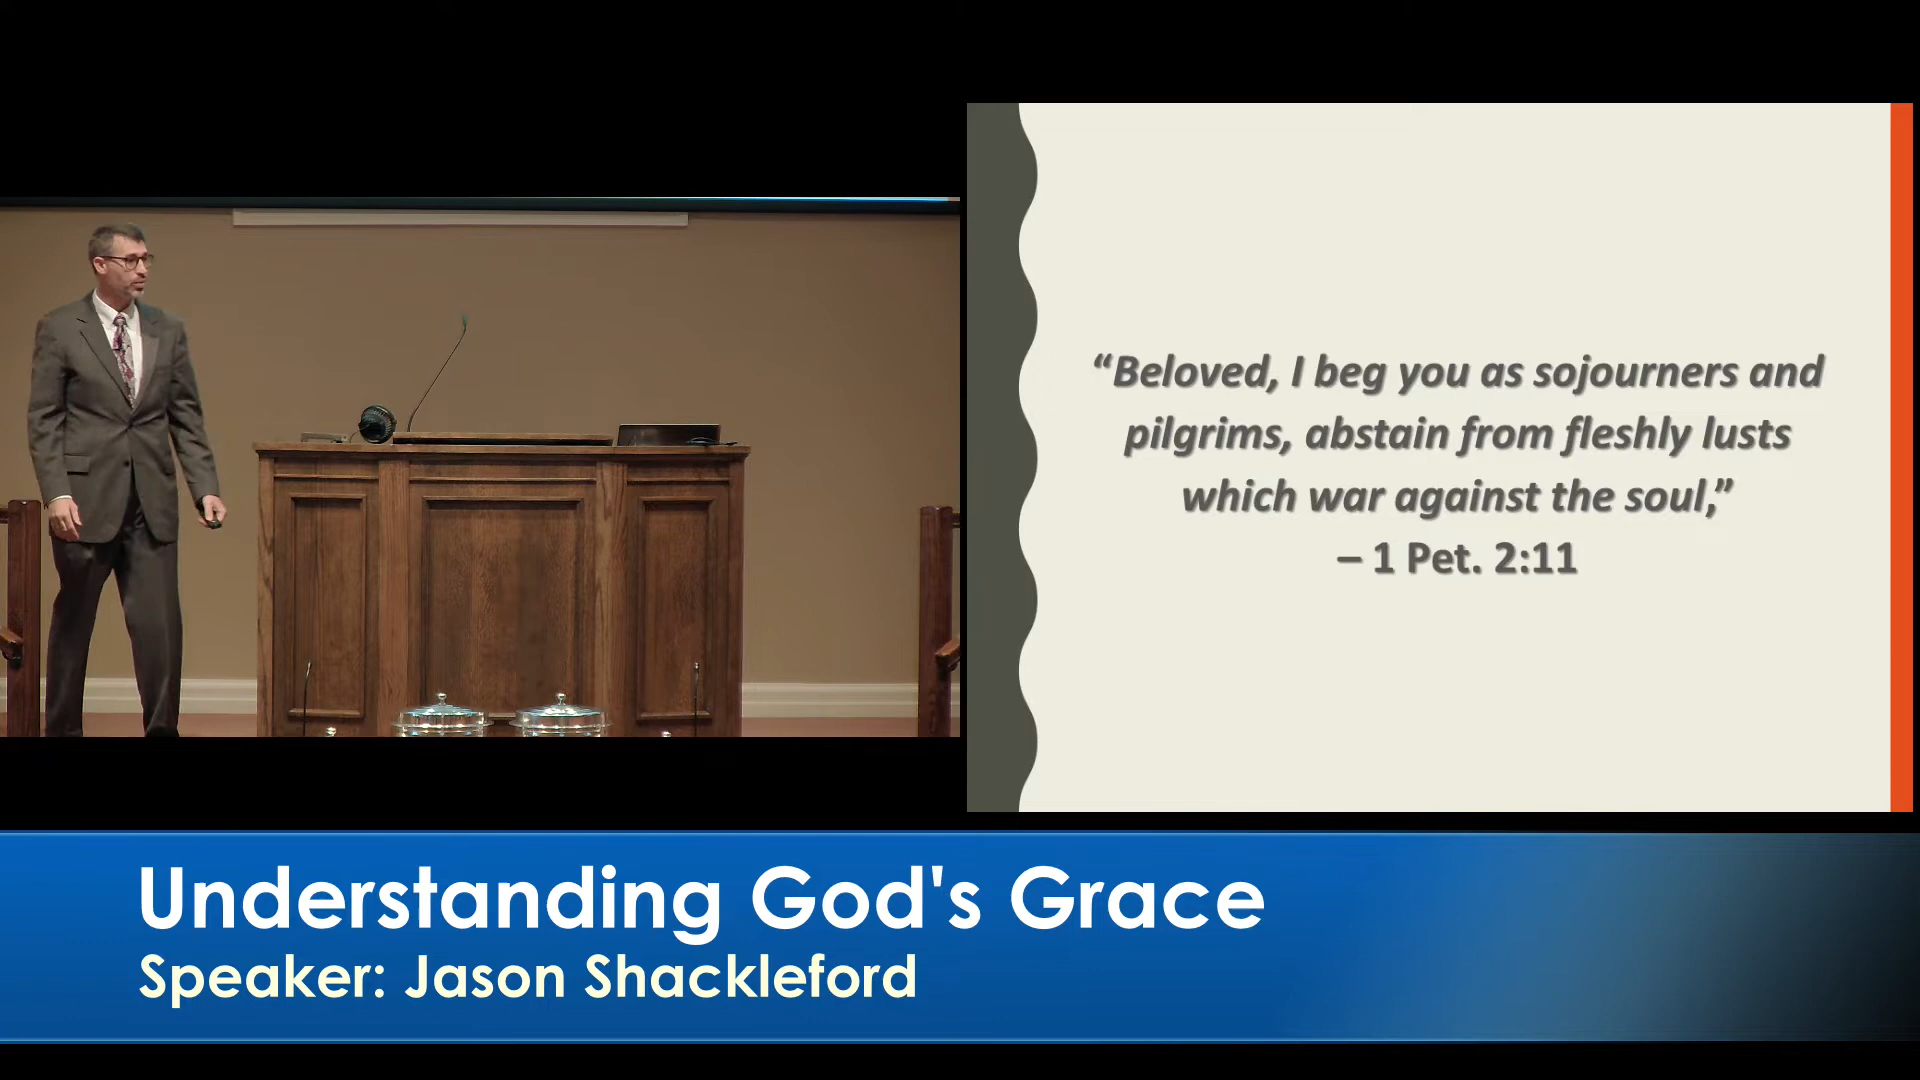 “Beloved, I beg you as sojourners and
pilgrims, abstain from fleshly lusts
which war against the soul,”
– 1 Pet. 2:11
Understanding God's Grace
Speaker: Jason Shackleford